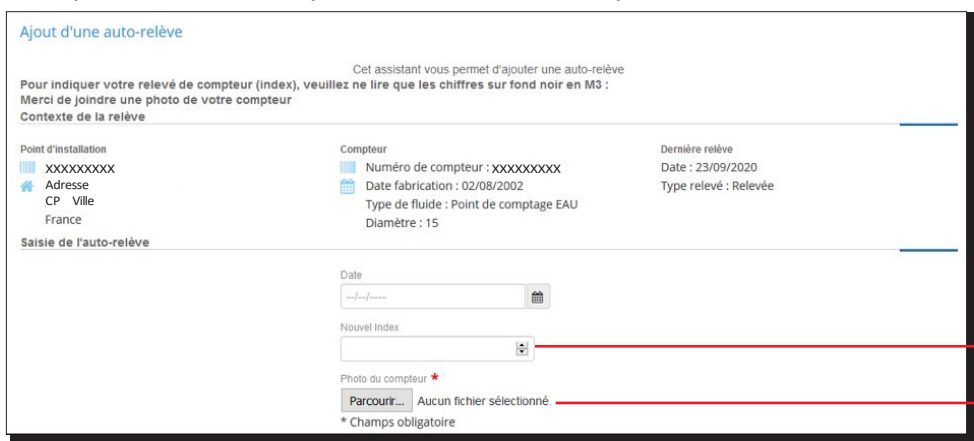 Ajout d'une auto-relève
Cet assistant vous permet d'ajouter une auto-relève
Pour indiquer votre relevé de compteur (index), veuillez ne lire que les chiffres sur fond noir en M3 :
Merci de joindre une photo de votre compteur
Contexte de la relève
Point d'installation
XXXXXXXXX
Adresse
CP Ville
France
Compteur
Numéro de compteur : XXXXXXXXX
Date fabrication : 02/08/2002
Type de fluide : Point de comptage EAU
Diamètre : 15
Dernière relève
Date : 23/09/2020
Type relevé : Relevée
Saisie de l'auto-relève
Date
--/--/----
Nouvel Index
Photo du compteur *
Parcourir... Aucun fichier sélectionné.
* Champs obligatoire